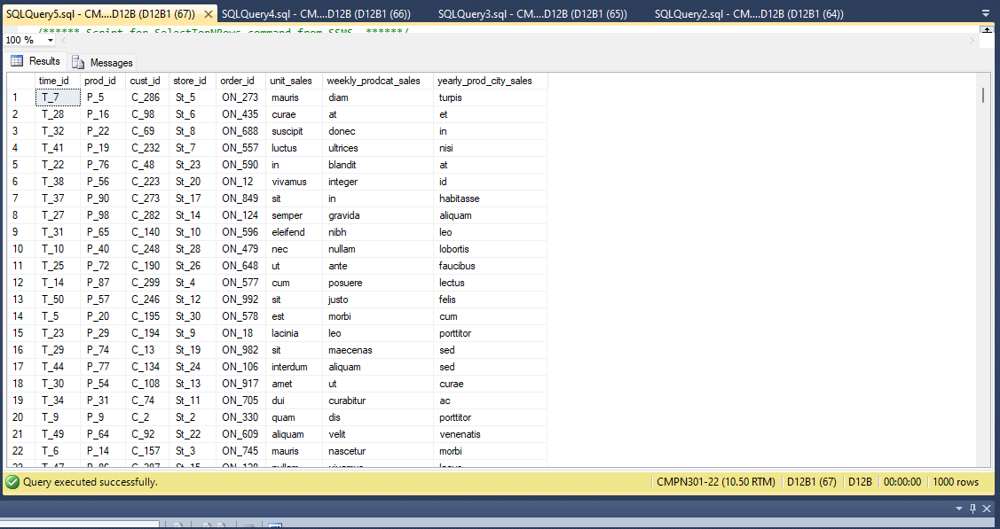 SQLQuery5.sql - CM....D12B (D12B1 (67)) SQLQuery4.sql - CM....D12B (D12B1 (66)) SQLQuery3.sql - CM....D12B (D12B1 (65)) SQLQuery2.sql - CM....D12B (D12B1 (64))
/****** Script for SelectTopNRows command from SSMS ******/
100 %
Results Messages
time_id prod_id cust_id store_id order_id unit_sales weekly_prodcat_sales yearly_prod_city_sales
1 T_7 P_5 C_286 St_5 ON_273 mauris diam turpis
2 T_28 P_16 C_98 St_6 ON_435 curae at et
3 T_32 P_22 C_69 St_8 ON_688 suscipit donec in
4 T_41 P_19 C_232 St_7 ON_557 luctus ultrices nisi
5 T_22 P_76 C_48 St_23 ON_590 in blandit at
6 T_38 P_56 C_223 St_20 ON_12 vivamus integer id
7 T_37 P_90 C_273 St_17 ON_849 sit in habitasse
8 T_27 P_98 C_282 St_14 ON_124 semper gravida aliquam
9 T_31 P_65 C_140 St_10 ON_596 eleifend nibh leo
10 T_10 P_40 C_248 St_28 ON_479 nec nullam lobortis
11 T_25 P_72 C_190 St_26 ON_648 ut ante faucibus
12 T_14 P_87 C_299 St_4 ON_577 cum posuere lectus
13 T_50 P_57 C_246 St_12 ON_992 sit justo felis
14 T_5 P_20 C_195 St_30 ON_578 est morbi cum
15 T_23 P_29 C_194 St_9 ON_18 lacinia leo porttitor
16 T_29 P_74 C_13 St_19 ON_982 sit maecenas sed
17 T_44 P_77 C_134 St_24 ON_106 interdum aliquam sed
18 T_30 P_54 C_108 St_13 ON_917 amet ut curae
19 T_34 P_31 C_74 St_11 ON_705 dui curabitur ac
20 T_9 P_9 C_2 St_2 ON_330 quam dis porttitor
21 T_49 P_64 C_92 St_22 ON_609 aliquam velit venenatis
22 T_6 P_14 C_157 St_3 ON_745 mauris nascetur morbi
Query executed successfully. CMPN301-22 (10.50 RTM) D12B1 (67) D12B 00:00:00 1000 rows